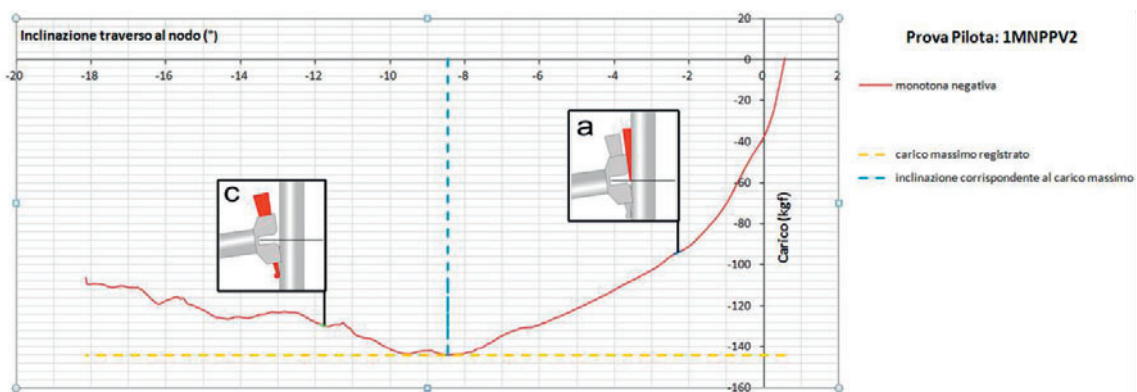 Inclinazione traverso al nodo (°)
Prova Pilota: 1MNPPV2
20
0
-20 -18 -16 -14 -12 -10 -8 -6 -4 -2 0 2
-20
-40
-60
-80
-100
-120
-140
-160
Carico (kgf)
a
c
monotona negativa
carico massimo registrato
inclinazione corrispondente al carico massimo